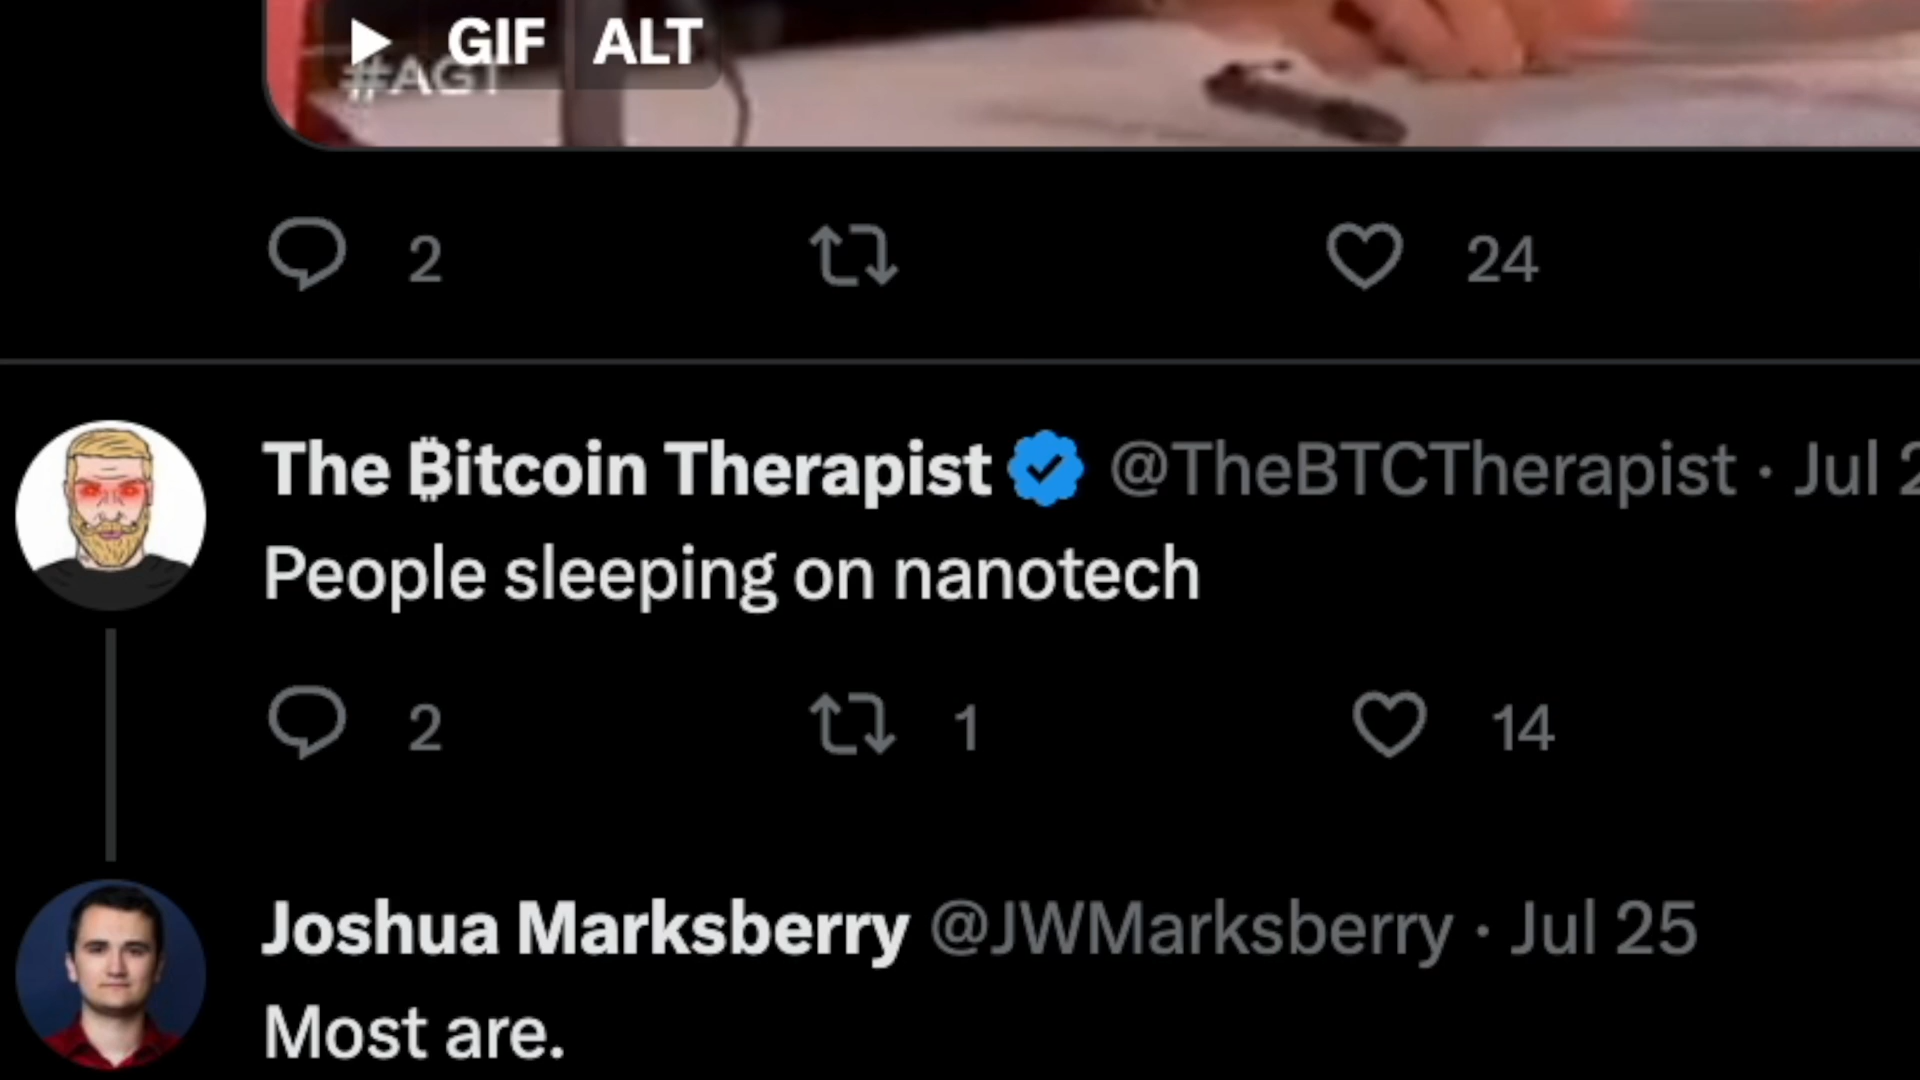 GIF ALT
#AGT
2 24
The ₿itcoin Therapist @TheBTCTherapist · Jul 2
People sleeping on nanotech
2 1 14
Joshua Marksberry @JWMarksberry · Jul 25
Most are.